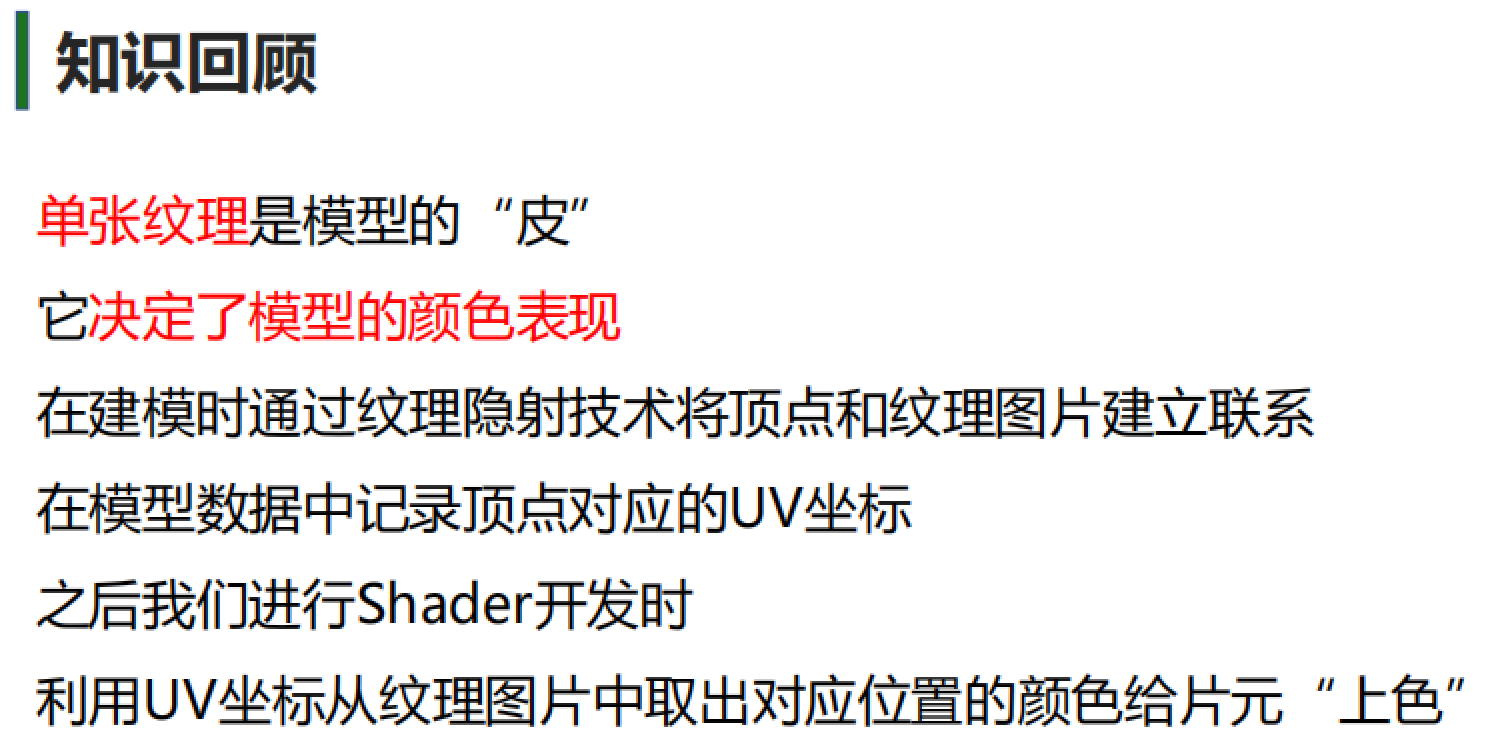 知识回顾
单张纹理是模型的“皮”
它决定了模型的颜色表现
在建模时通过纹理隐射技术将顶点和纹理图片建立联系
在模型数据中记录顶点对应的UV坐标
之后我们进行Shader开发时
利用UV坐标从纹理图片中取出对应位置的颜色给片元“上色”